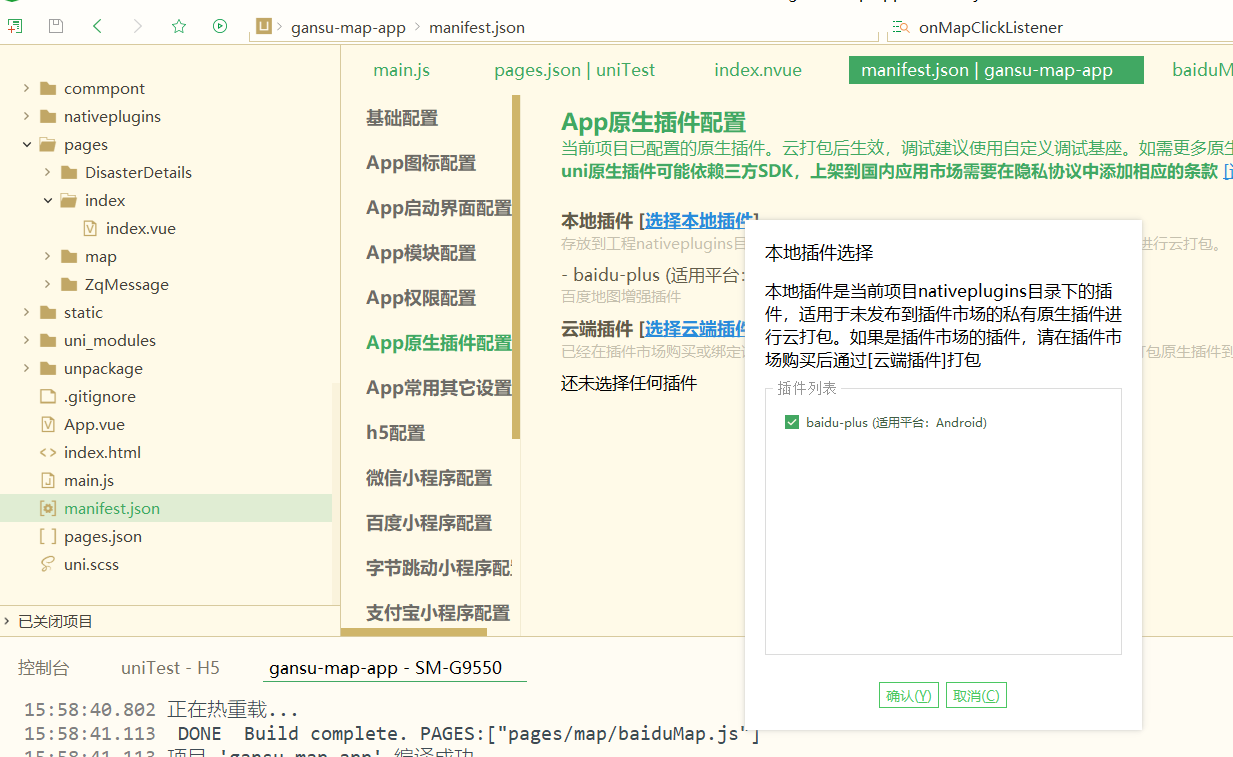 gansu-map-app
manifest.json
onMapClickListener
main.js
pages.json | uniTest
index.nvue
manifest.json | gansu-map-app
baiduM
commpont
nativeplugins
pages
DisasterDetails
index
index.vue
map
ZqMessage
static
uni_modules
unpackage
.gitignore
App.vue
index.html
main.js
manifest.json
pages.json
uni.scss
已关闭项目
基础配置
App图标配置
App启动界面配置
App模块配置
App权限配置
App原生插件配置
App常用其它设置
h5配置
微信小程序配置
百度小程序配置
字节跳动小程序配
支付宝小程序配置
App原生插件配置
当前项目已配置的原生插件。云打包后生效，调试建议使用自定义调试基座。如需更多原生
uni原生插件可能依赖三方SDK，上架到国内应用市场需要在隐私协议中添加相应的条款 [
本地插件 [选择本地插件]
存放到工程nativeplugins目 进行云打包。
- baidu-plus (适用平台:
百度地图增强插件
云端插件 [选择云端插件
已经在插件市场购买或绑定 打包原生插件到
还未选择任何插件
本地插件选择
本地插件是当前项目nativeplugins目录下的插
件，适用于未发布到插件市场的私有原生插件进
行云打包。如果是插件市场的插件，请在插件市
场购买后通过[云端插件]打包
插件列表
baidu-plus (适用平台：Android)
确认(Y)
取消(C)
控制台
uniTest - H5
gansu-map-app - SM-G9550
15:58:40.802 正在热重载...
15:58:41.113 DONE Build complete. PAGES:["pages/map/baiduMap.js"]
15:58:41.113 项目 'gansu-map-app' 编译成功